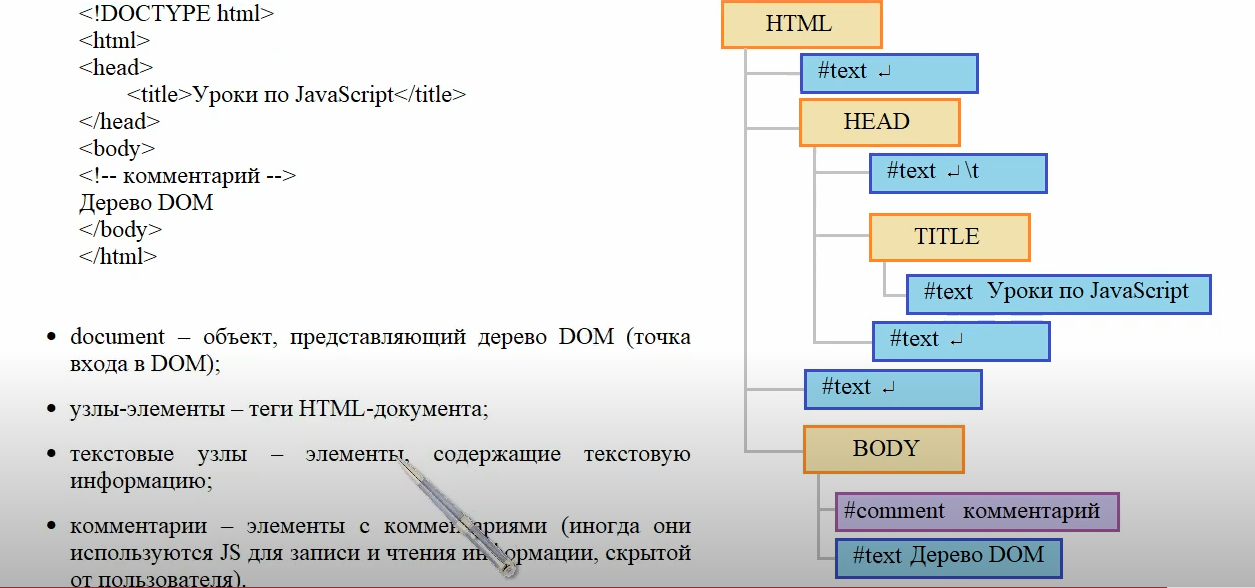 <!DOCTYPE html>
<html>
<head>
<title>Уроки по JavaScript</title>
</head>
<body>
<!-- комментарий -->
Дерево DOM
</body>
</html>
• document – объект, представляющий дерево DOM (точка
входа в DOM);
• узлы-элементы – теги HTML-документа;
• текстовые узлы – элементы, содержащие текстовую
информацию;
• комментарии – элементы с комментариями (иногда они
используются JS для записи и чтения информации, скрытой
от пользователя).
HTML
#text ↵
HEAD
#text ↵\t
TITLE
#text Уроки по JavaScript
#text ↵
#text ↵
BODY
#comment комментарий
#text Дерево DOM